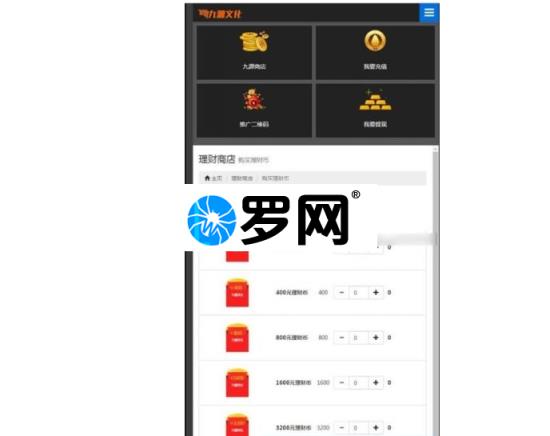 九源文化
九源商店
我要充值
推广二维码
我要提现
理财商店 购买理财币
主页 / 理财商店 / 购买理财币
罗网®
0
400元理财币 400 − 0 + 0
800元理财币 800 − 0 + 0
1600元理财币 1600 − 0 + 0
3200元理财币 3200 − 0 + 0